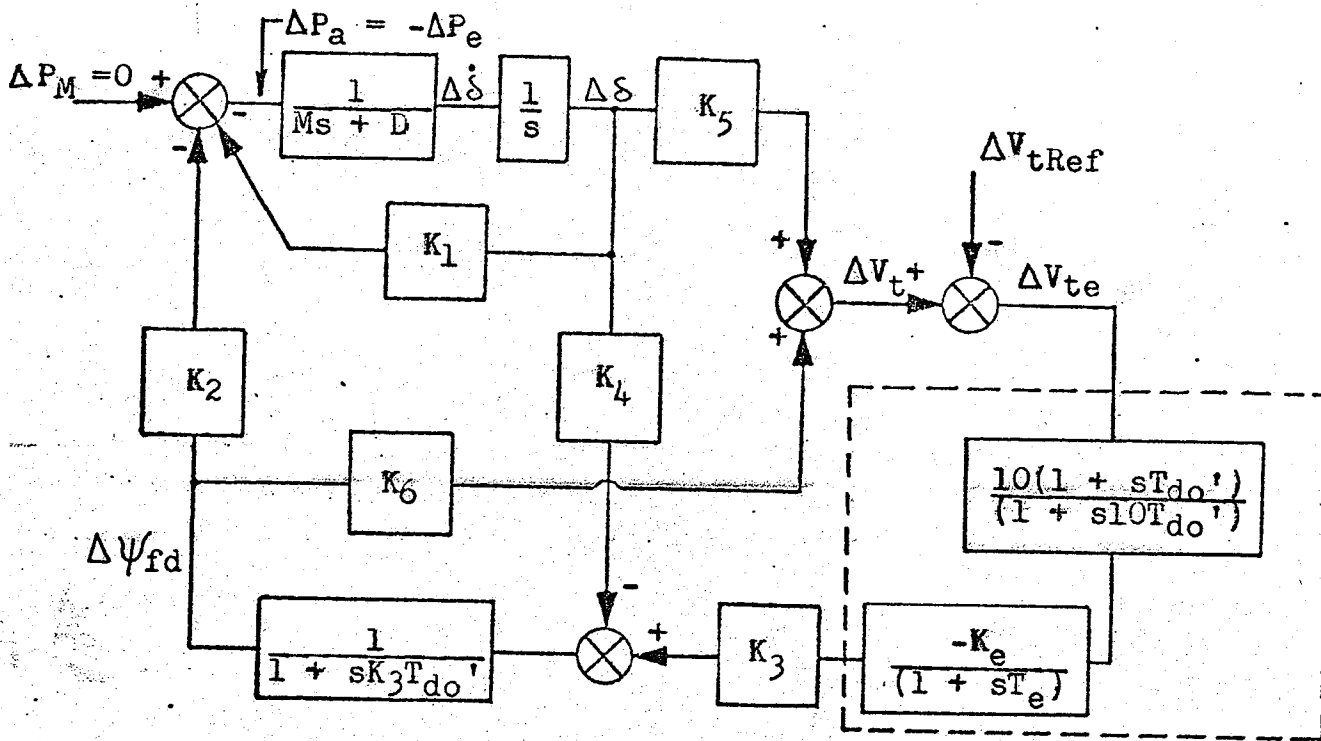 ΔP_a = -ΔP_e
ΔP_M =0 +
-
-
1
Ms + D
Δδ̇
1
s
Δδ
K_5
ΔV_tRef
K_1
+
-
ΔV_t +
ΔV_te
+
K_2
K_4
K_6
10(1 + sT_do')
(1 + s10T_do')
Δψ_fd
-
1
1 + sK_3T_do'
+
K_3
-K_e
(1 + sT_e)